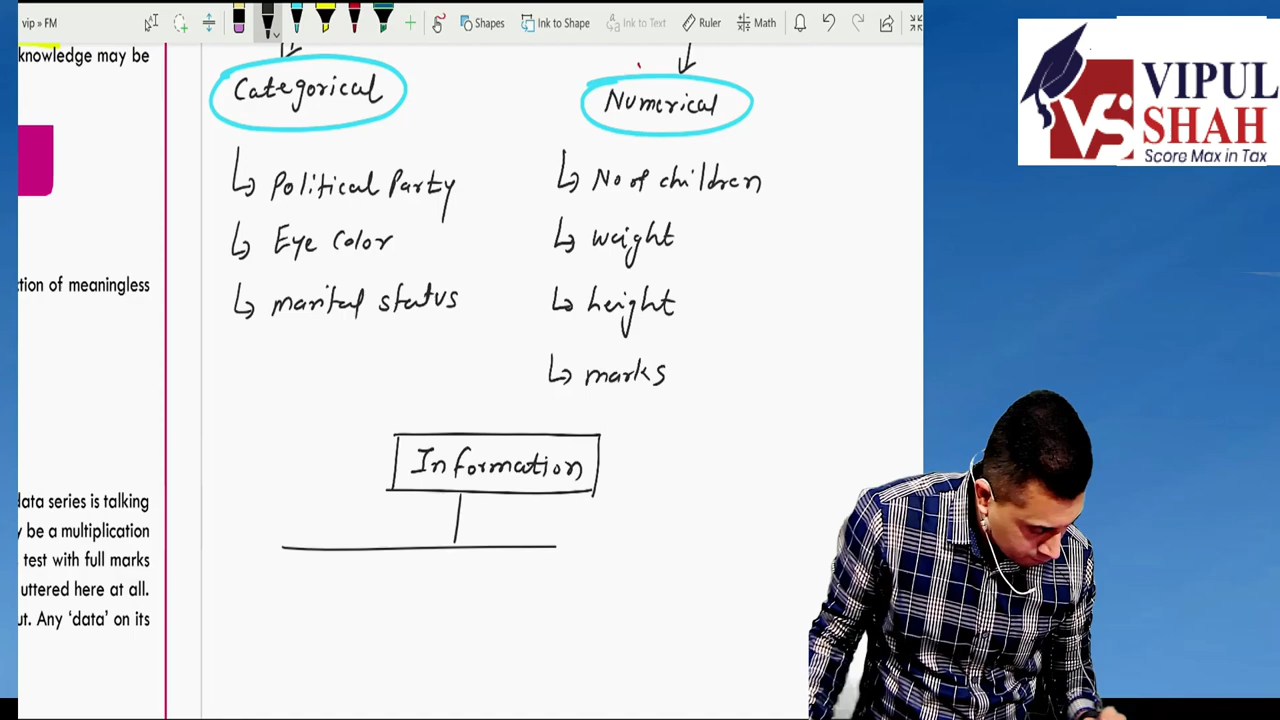 vip » FM
Shapes
Ink to Shape
Ink to Text
Ruler
Math
knowledge may be
ction of meaningless
data series is talking
be a multiplication
test with full marks
uttered here at all.
ut. Any ‘data’ on its
Categorical
Political Party
Eye Color
marital status
Numerical
No of children
weight
height
marks
Information
VIPUL
SHAH
VS
Score Max in Tax